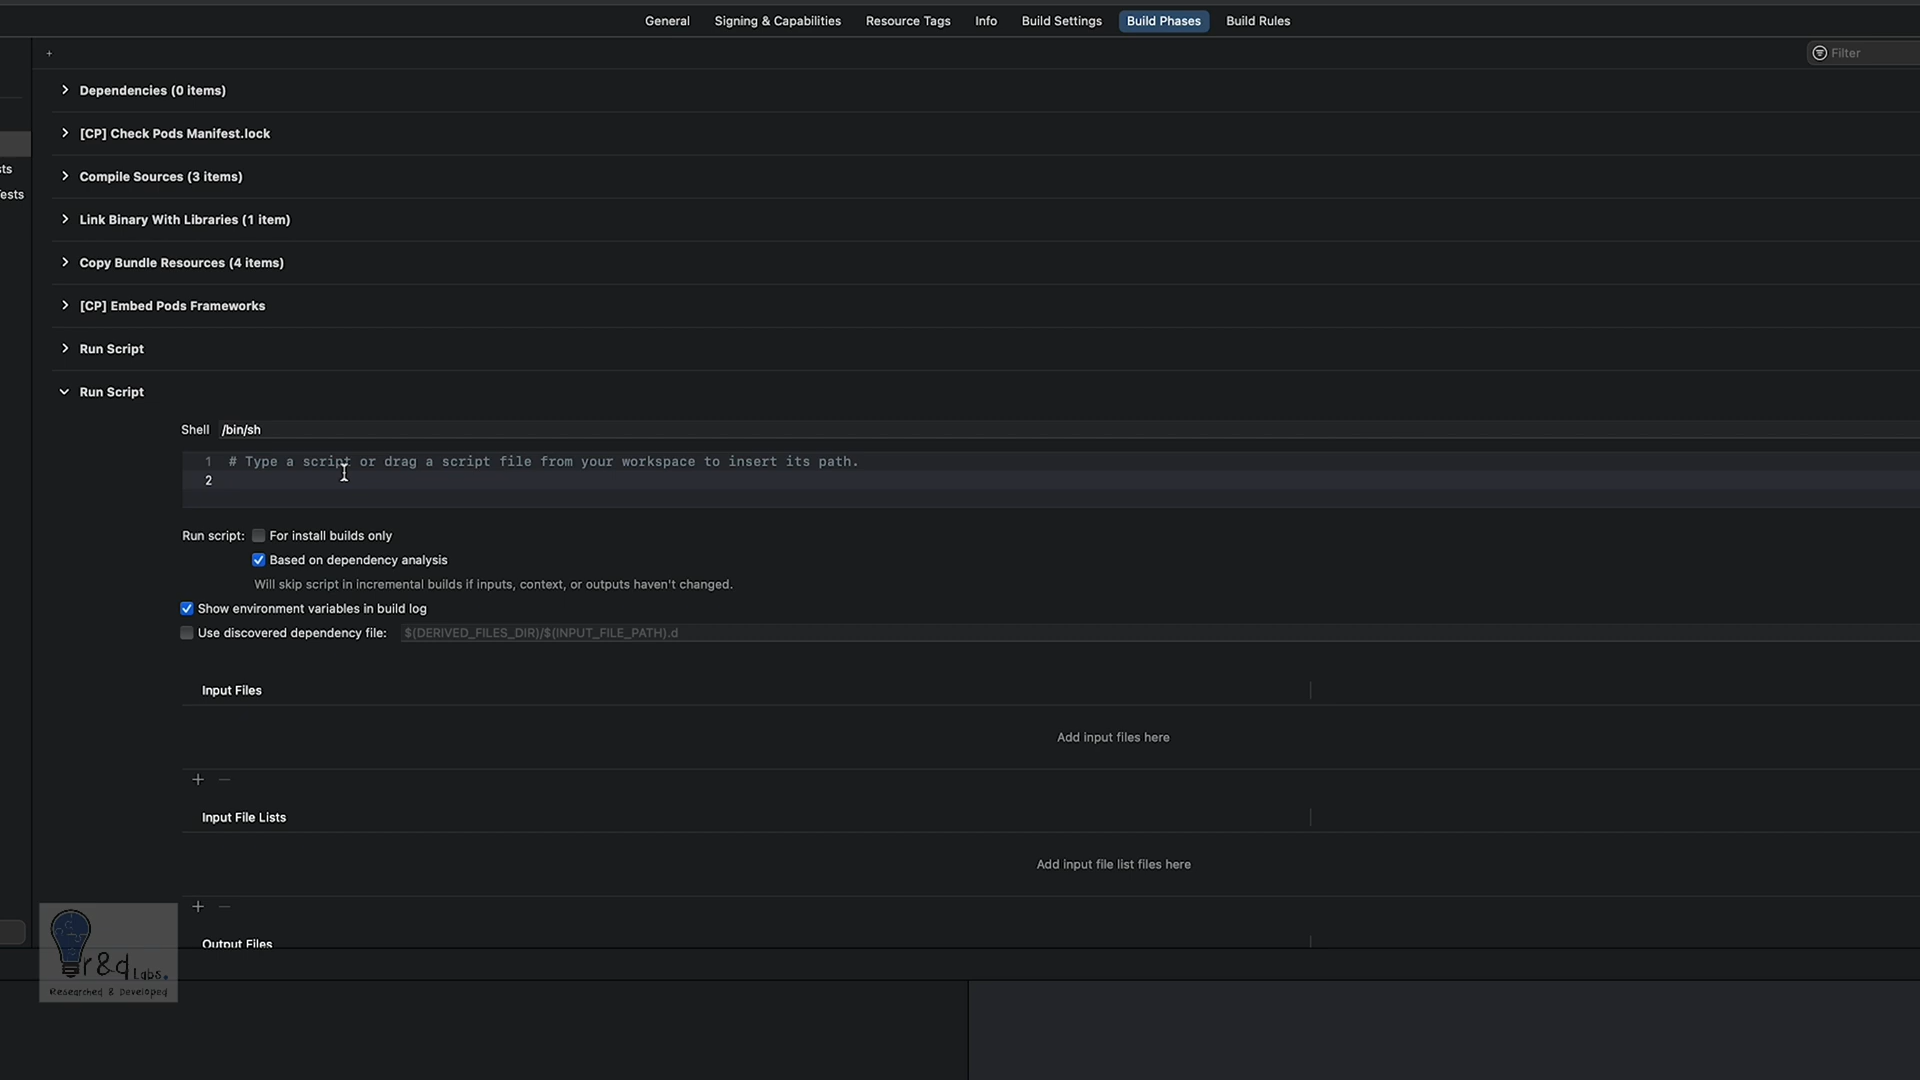 General Signing & Capabilities Resource Tags Info Build Settings Build Phases Build Rules
+ Filter
Dependencies (0 items)
[CP] Check Pods Manifest.lock
sts
Compile Sources (3 items)
Tests
Link Binary With Libraries (1 item)
Copy Bundle Resources (4 items)
[CP] Embed Pods Frameworks
Run Script
Run Script
Shell /bin/sh
1 # Type a script or drag a script file from your workspace to insert its path.
2
Run script: For install builds only
Based on dependency analysis
Will skip script in incremental builds if inputs, context, or outputs haven't changed.
Show environment variables in build log
Use discovered dependency file: $(DERIVED_FILES_DIR)/$(INPUT_FILE_PATH).d
Input Files
Add input files here
+ −
Input File Lists
Add input file list files here
+ −
Output Files
r&d Labs.
Researched & Developed